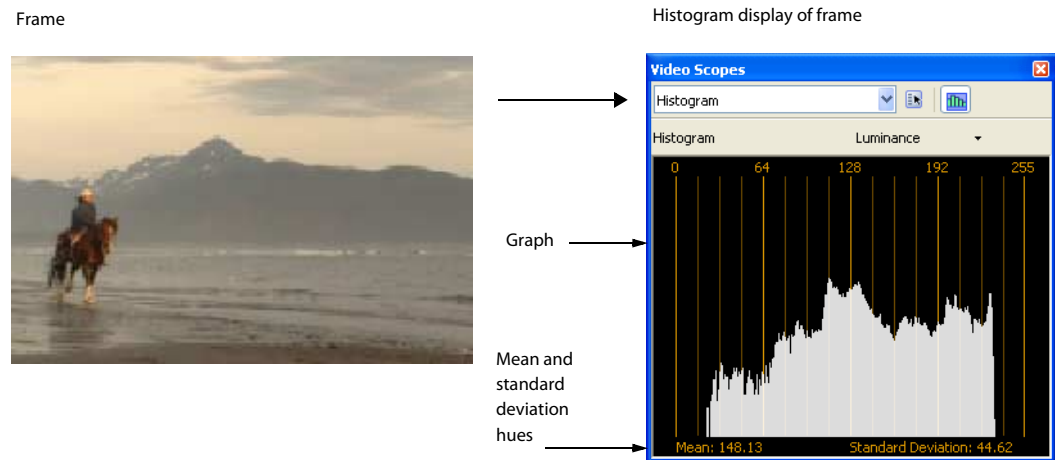 Frame
Histogram display of frame
Video Scopes
Histogram
Histogram Luminance
0 64 128 192 255
Graph
Mean and
standard
deviation
hues
Mean: 148.13 Standard Deviation: 44.62